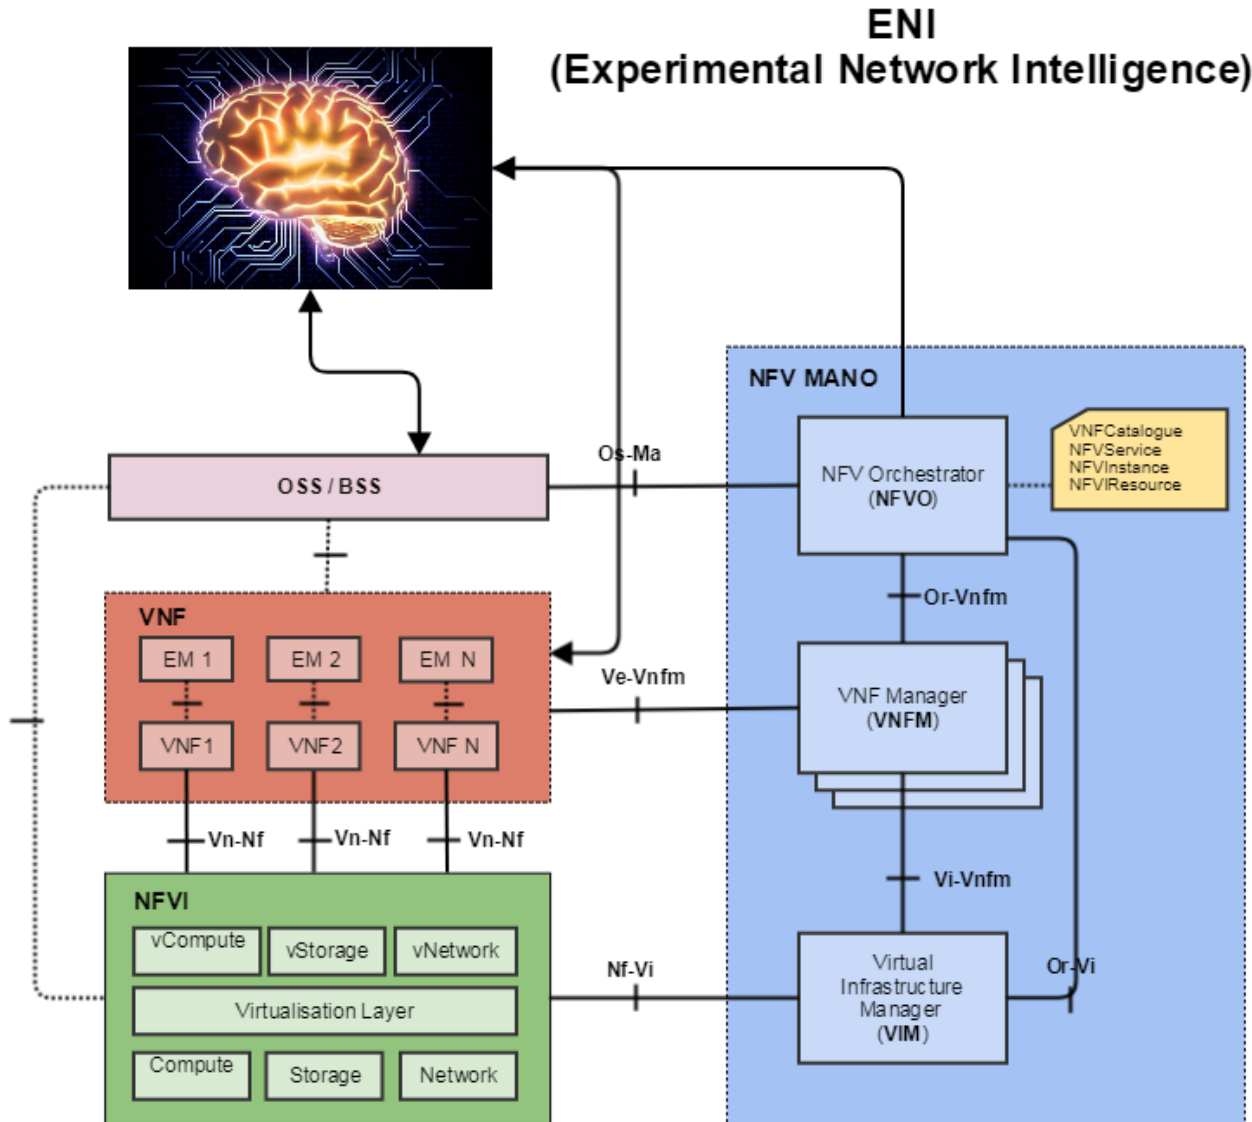 ENI
(Experimental Network Intelligence)
NFV MANO
VNFCatalogue
NFVService
NFVInstance
NFVIResource
NFV Orchestrator
(NFVO)
Os-Ma
OSS / BSS
Or-Vnfm
VNF
EM 1
EM 2
EM N
Ve-Vnfm
VNF Manager
(VNFM)
VNF1
VNF2
VNF N
Vn-Nf
Vn-Nf
Vn-Nf
Vi-Vnfm
NFVI
vCompute
vStorage
vNetwork
Nf-Vi
Virtual
Infrastructure
Manager
(VIM)
Or-Vi
Virtualisation Layer
Compute
Storage
Network